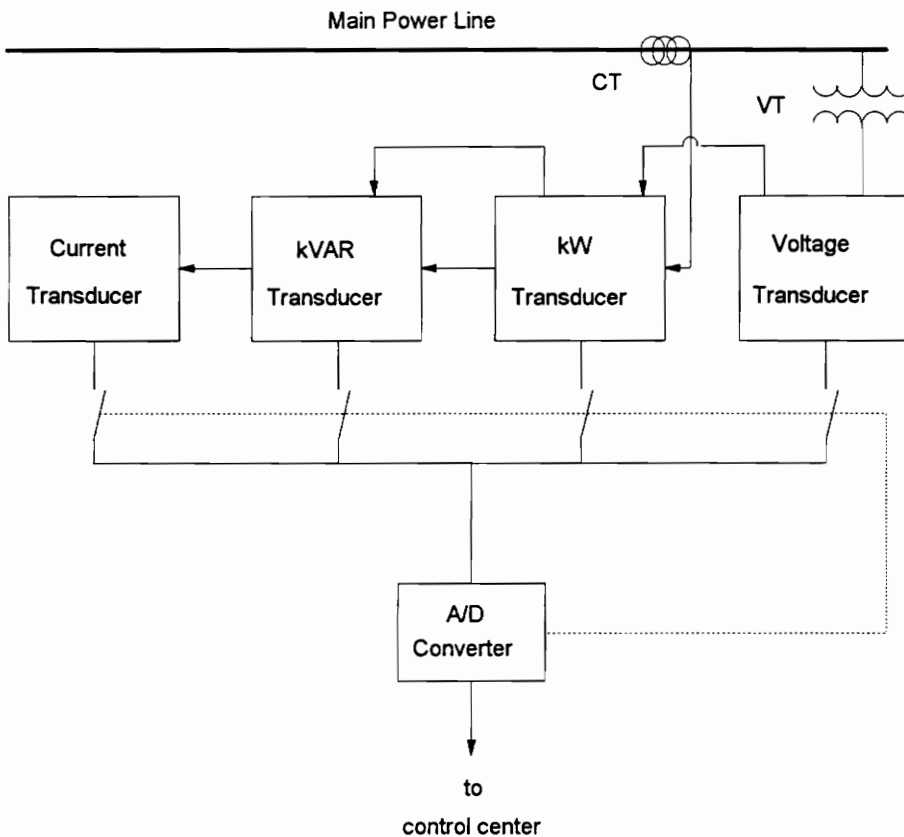 Main Power Line
CT
VT
Current
Transducer
kVAR
Transducer
kW
Transducer
Voltage
Transducer
A/D
Converter
to
control center